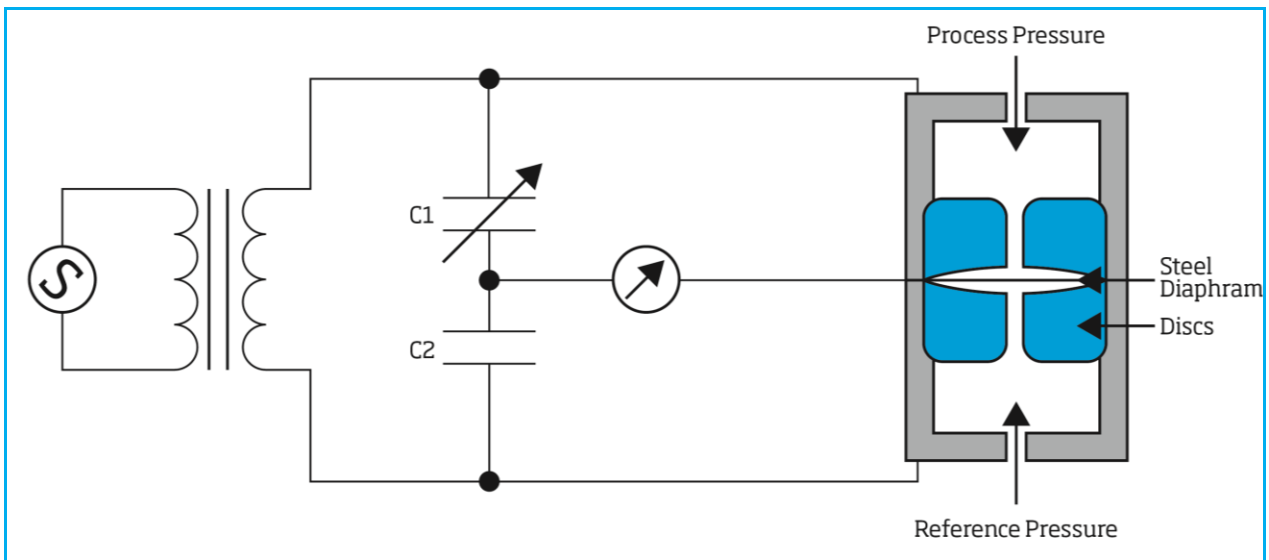 Process Pressure
C1
S
Steel
Diaphram
C2
Discs
Reference Pressure